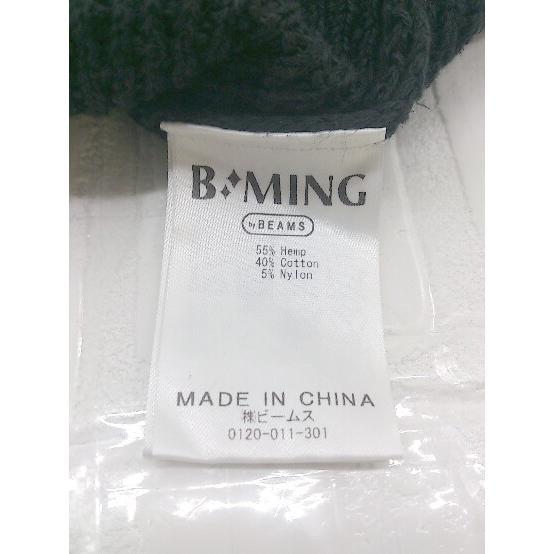 B MING
by BEAMS
55% Hemp
40% Cotton
5% Nylon
MADE IN CHINA
㈱ビームス
0120-011-301